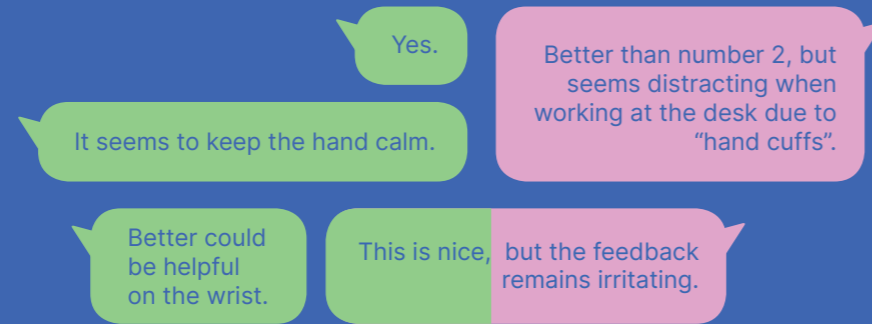 Yes.
Better than number 2, but
seems distracting when
working at the desk due to
“hand cuffs”.
It seems to keep the hand calm.
Better could
be helpful
on the wrist.
This is nice, but the feedback
remains irritating.